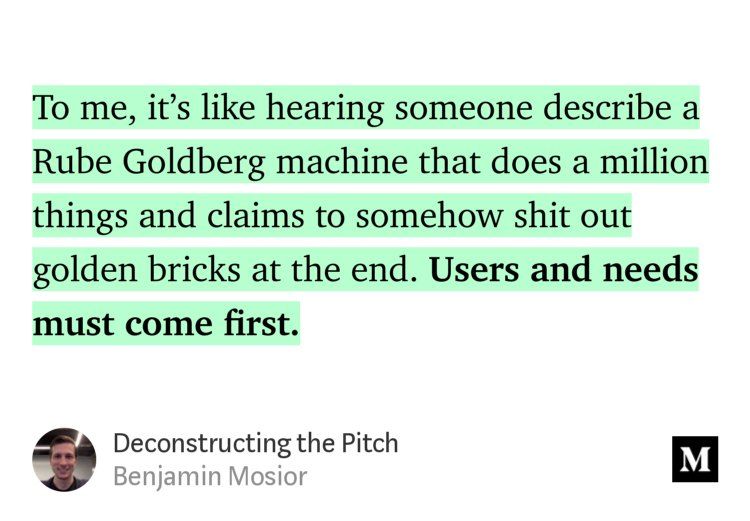 To me, it’s like hearing someone describe a
Rube Goldberg machine that does a million
things and claims to somehow shit out
golden bricks at the end. Users and needs
must come first.
Deconstructing the Pitch
Benjamin Mosior
M